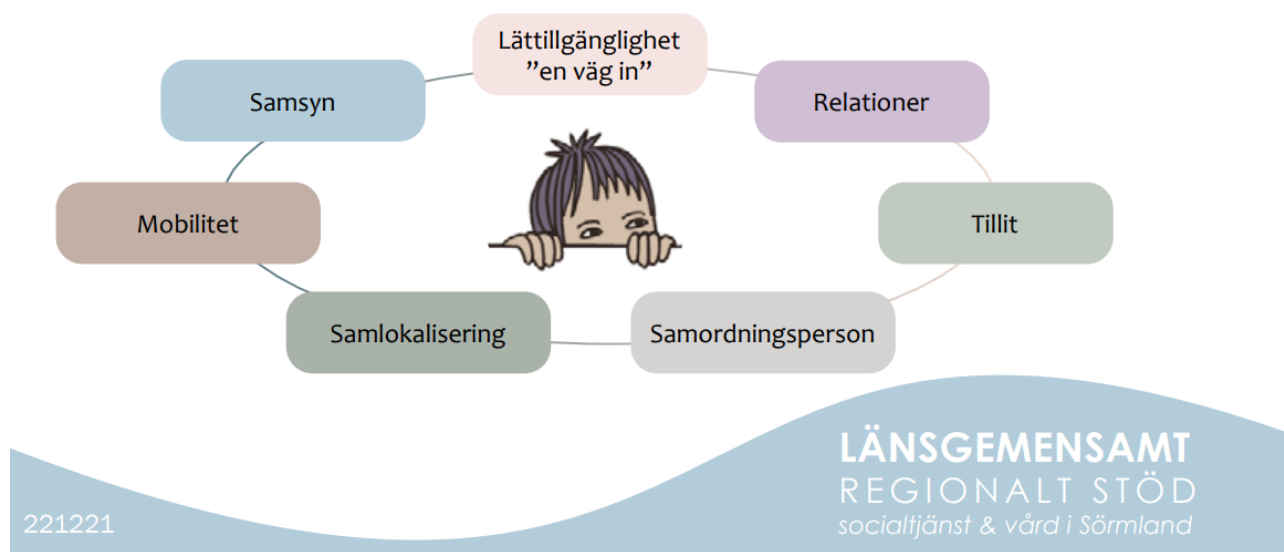 Lättillgänglighet
”en väg in”
Samsyn
Relationer
Mobilitet
Tillit
Samlokalisering
Samordningsperson
LÄNSGEMENSAMT
REGIONALT STÖD
socialtjänst & vård i Sörmland
221221